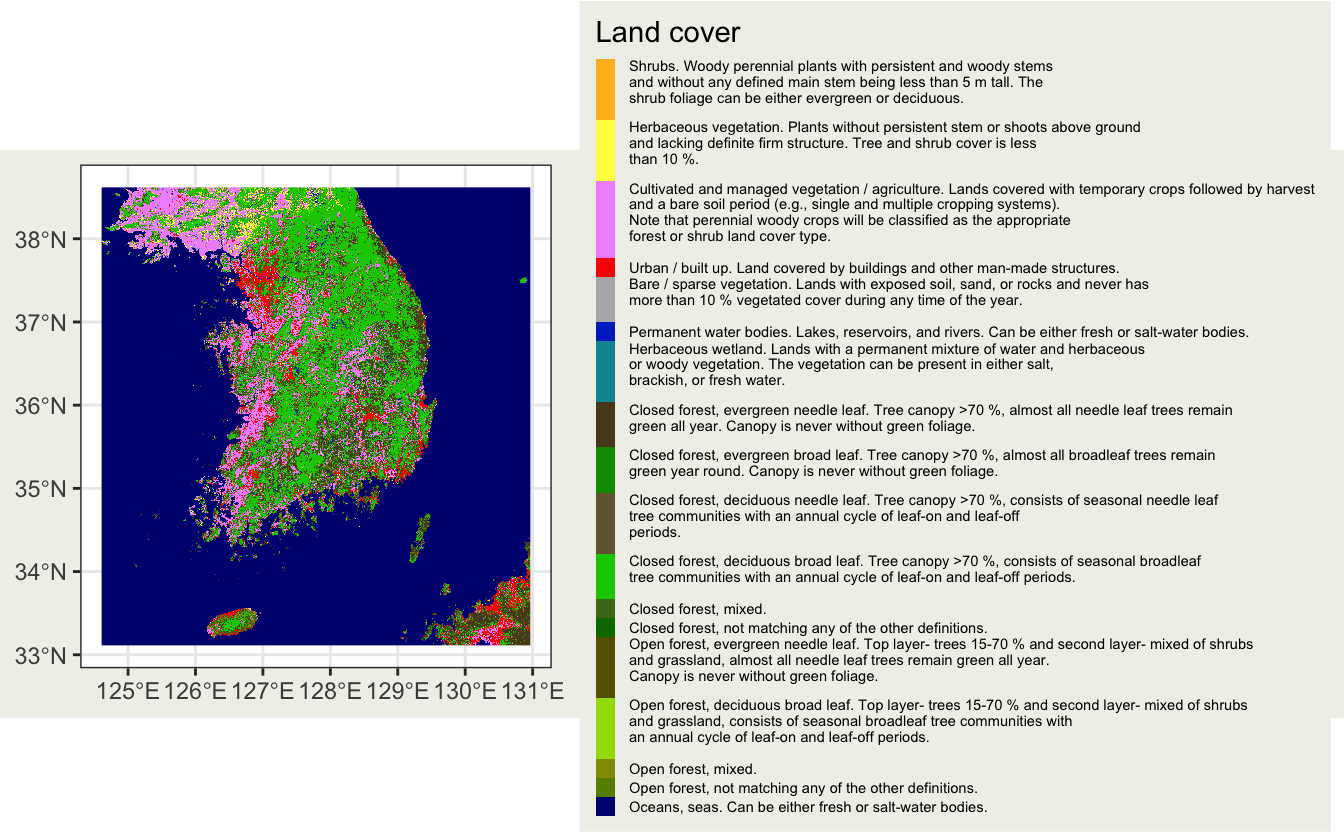 Land cover
Shrubs. Woody perennial plants with persistent and woody stems
and without any defined main stem being less than 5 m tall. The
shrub foliage can be either evergreen or deciduous.
Herbaceous vegetation. Plants without persistent stem or shoots above ground
and lacking definite firm structure. Tree and shrub cover is less
than 10 %.
Cultivated and managed vegetation / agriculture. Lands covered with temporary crops followed by harvest
and a bare soil period (e.g., single and multiple cropping systems).
Note that perennial woody crops will be classified as the appropriate
forest or shrub land cover type.
Urban / built up. Land covered by buildings and other man-made structures.
Bare / sparse vegetation. Lands with exposed soil, sand, or rocks and never has
more than 10 % vegetated cover during any time of the year.
Permanent water bodies. Lakes, reservoirs, and rivers. Can be either fresh or salt-water bodies.
Herbaceous wetland. Lands with a permanent mixture of water and herbaceous
or woody vegetation. The vegetation can be present in either salt,
brackish, or fresh water.
Closed forest, evergreen needle leaf. Tree canopy >70 %, almost all needle leaf trees remain
green all year. Canopy is never without green foliage.
Closed forest, evergreen broad leaf. Tree canopy >70 %, almost all broadleaf trees remain
green year round. Canopy is never without green foliage.
Closed forest, deciduous needle leaf. Tree canopy >70 %, consists of seasonal needle leaf
tree communities with an annual cycle of leaf-on and leaf-off
periods.
Closed forest, deciduous broad leaf. Tree canopy >70 %, consists of seasonal broadleaf
tree communities with an annual cycle of leaf-on and leaf-off periods.
Closed forest, mixed.
Closed forest, not matching any of the other definitions.
Open forest, evergreen needle leaf. Top layer- trees 15-70 % and second layer- mixed of shrubs
and grassland, almost all needle leaf trees remain green all year.
Canopy is never without green foliage.
Open forest, deciduous broad leaf. Top layer- trees 15-70 % and second layer- mixed of shrubs
and grassland, consists of seasonal broadleaf tree communities with
an annual cycle of leaf-on and leaf-off periods.
Open forest, mixed.
Open forest, not matching any of the other definitions.
Oceans, seas. Can be either fresh or salt-water bodies.
38°N
37°N
36°N
35°N
34°N
33°N
125°E 126°E 127°E 128°E 129°E 130°E 131°E